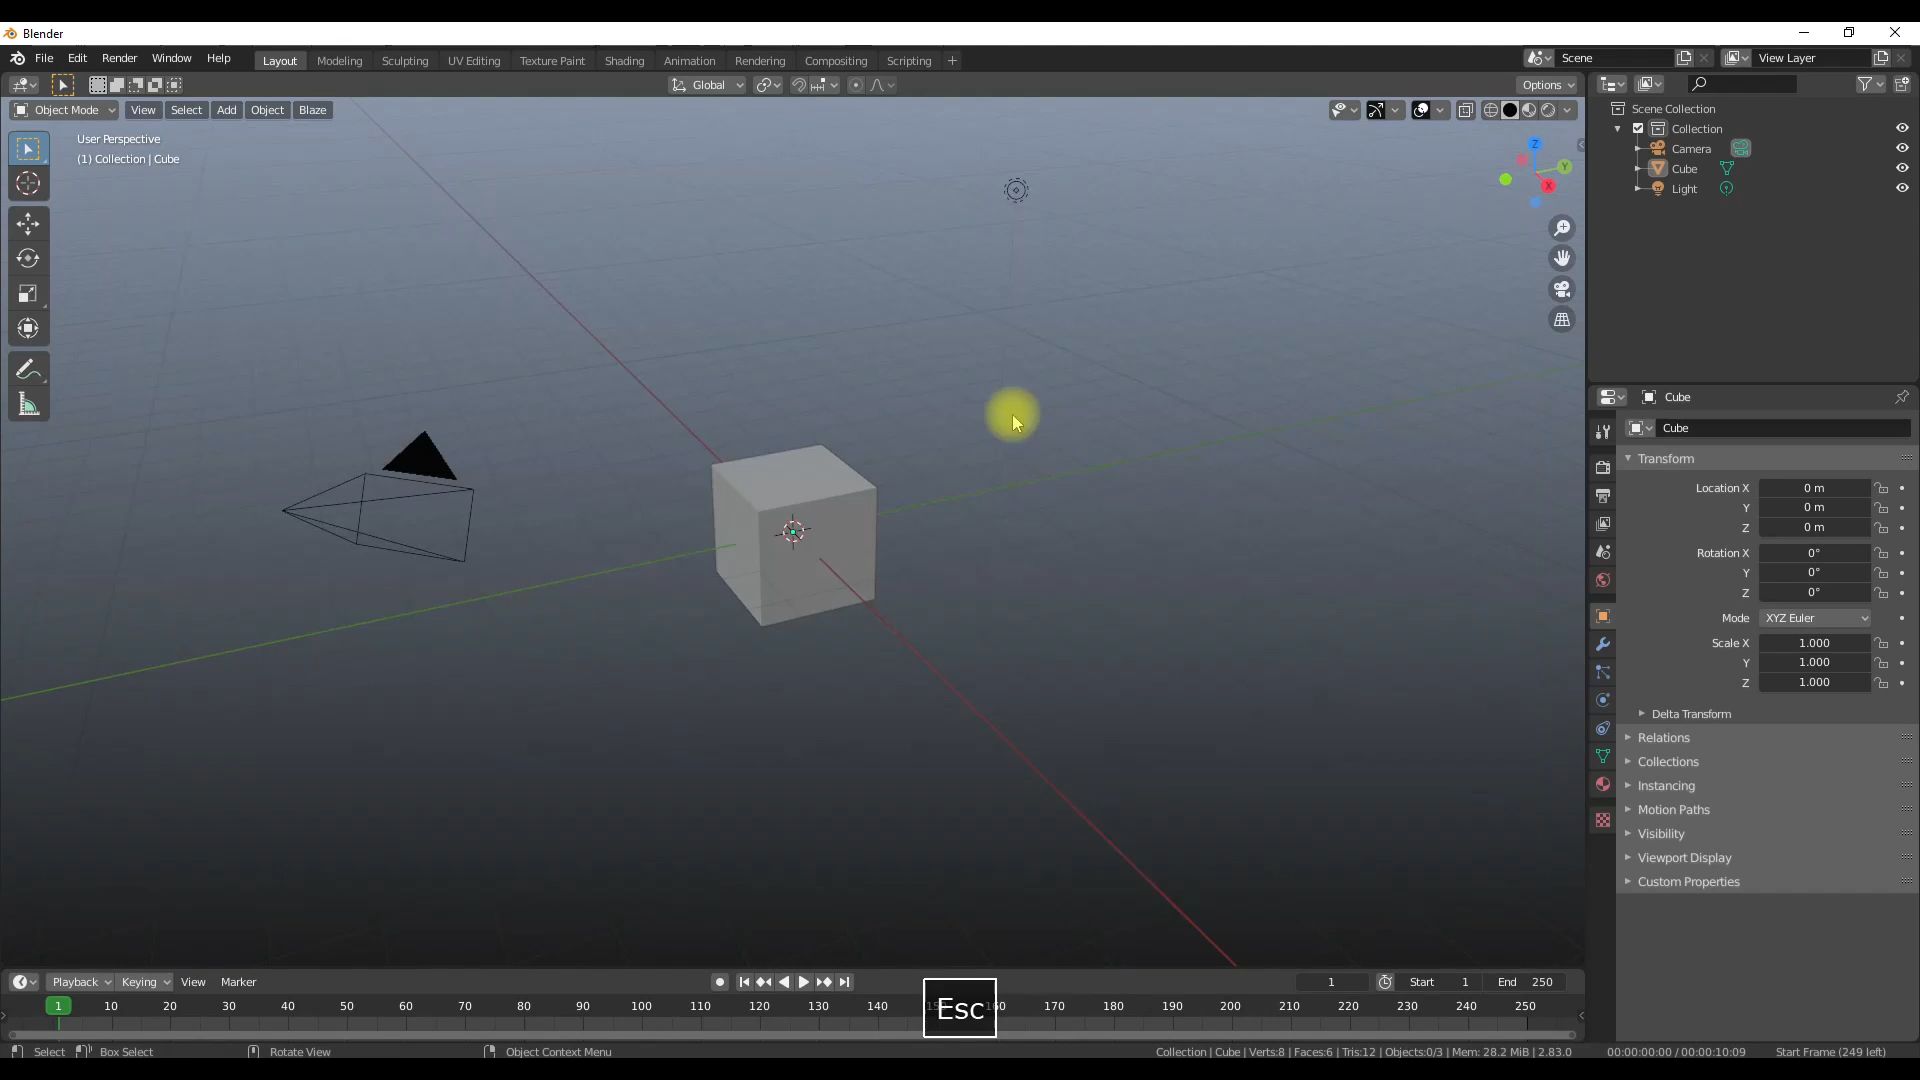 Blender
File Edit Render Window Help Layout Modeling Sculpting UV Editing Texture Paint Shading Animation Rendering Compositing Scripting + Scene View Layer
Global Options
Object Mode View Select Add Object Blaze
User Perspective
(1) Collection | Cube
Z
Y
X
Scene Collection
Collection
Camera
Cube
Light
Cube
Cube
Transform
Location X 0 m
Y 0 m
Z 0 m
Rotation X 0°
Y 0°
Z 0°
Mode XYZ Euler
Scale X 1.000
Y 1.000
Z 1.000
Delta Transform
Relations
Collections
Instancing
Motion Paths
Visibility
Viewport Display
Custom Properties
Playback Keying View Marker 1 Start 1 End 250
1 10 20 30 40 50 60 70 80 90 100 110 120 130 140 170 180 190 200 210 220 230 240 250
Esc
Select Box Select Rotate View Object Context Menu Collection | Cube | Verts:8 | Faces:6 | Tris:12 | Objects:0/3 | Mem: 28.2 MiB | 2.83.0 00:00:00:00 / 00:00:10:09 Start Frame (249 left)